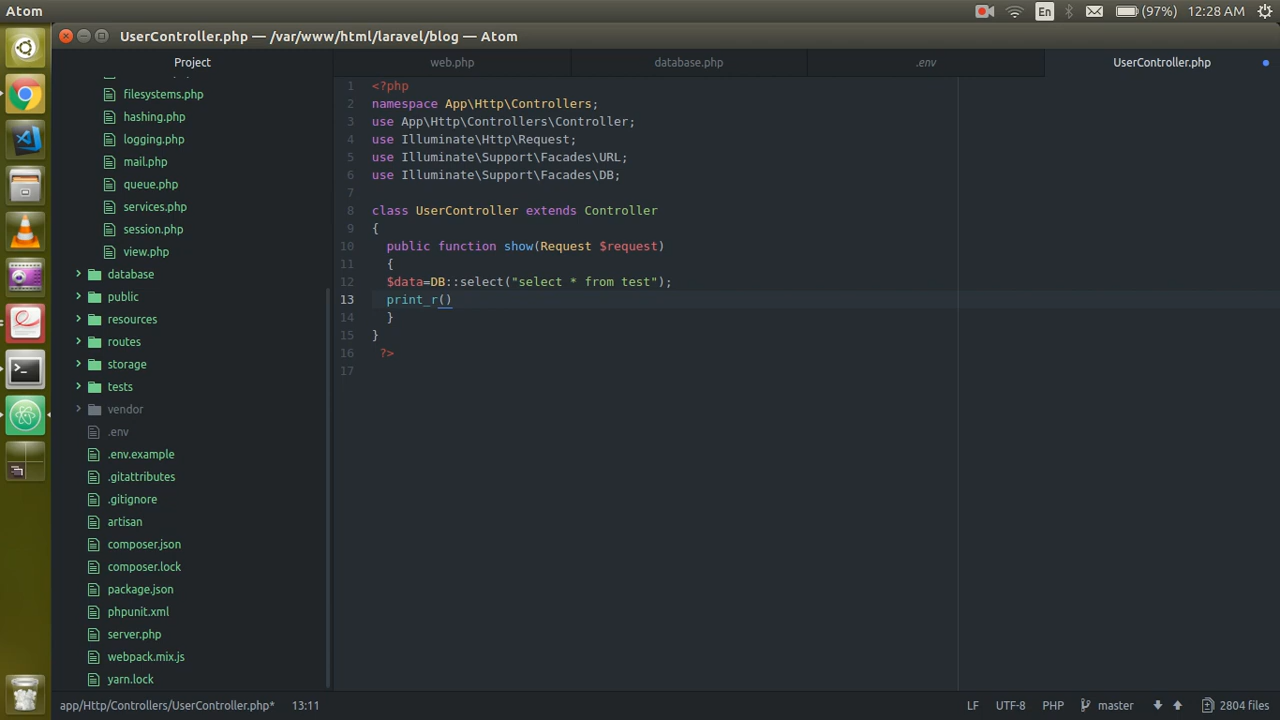 Atom
En
(97%)
12:28 AM
UserController.php — /var/www/html/laravel/blog — Atom
Project
web.php
database.php
.env
UserController.php
filesystems.php
hashing.php
logging.php
mail.php
queue.php
services.php
session.php
view.php
database
public
resources
routes
storage
tests
vendor
.env
.env.example
.gitattributes
.gitignore
artisan
composer.json
composer.lock
package.json
phpunit.xml
server.php
webpack.mix.js
yarn.lock
1 <?php
2 namespace App\Http\Controllers;
3 use App\Http\Controllers\Controller;
4 use Illuminate\Http\Request;
5 use Illuminate\Support\Facades\URL;
6 use Illuminate\Support\Facades\DB;
7
8 class UserController extends Controller
9 {
10 public function show(Request $request)
11 {
12 $data=DB::select("select * from test");
13 print_r()
14 }
15 }
16 ?>
17
app/Http/Controllers/UserController.php* 13:11
LF UTF-8 PHP master 2804 files